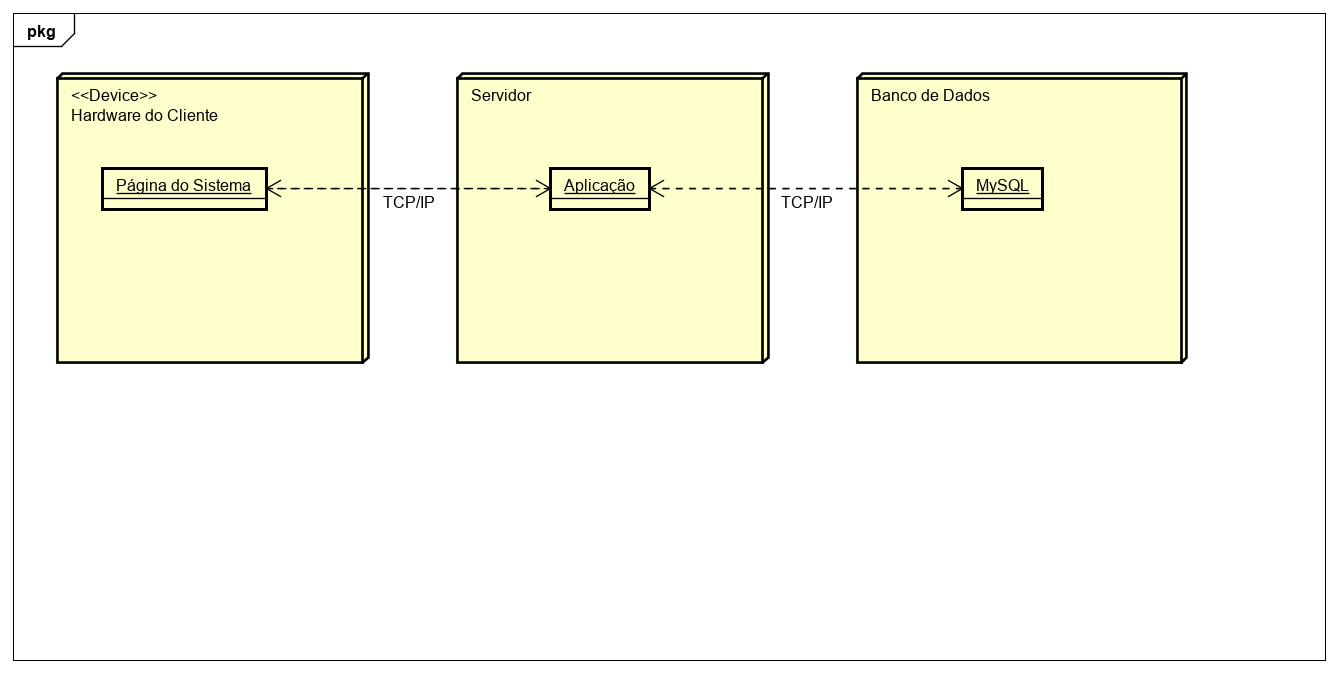 pkg
<<Device>>
Hardware do Cliente
Servidor
Banco de Dados
Página do Sistema
Aplicação
MySQL
TCP/IP
TCP/IP